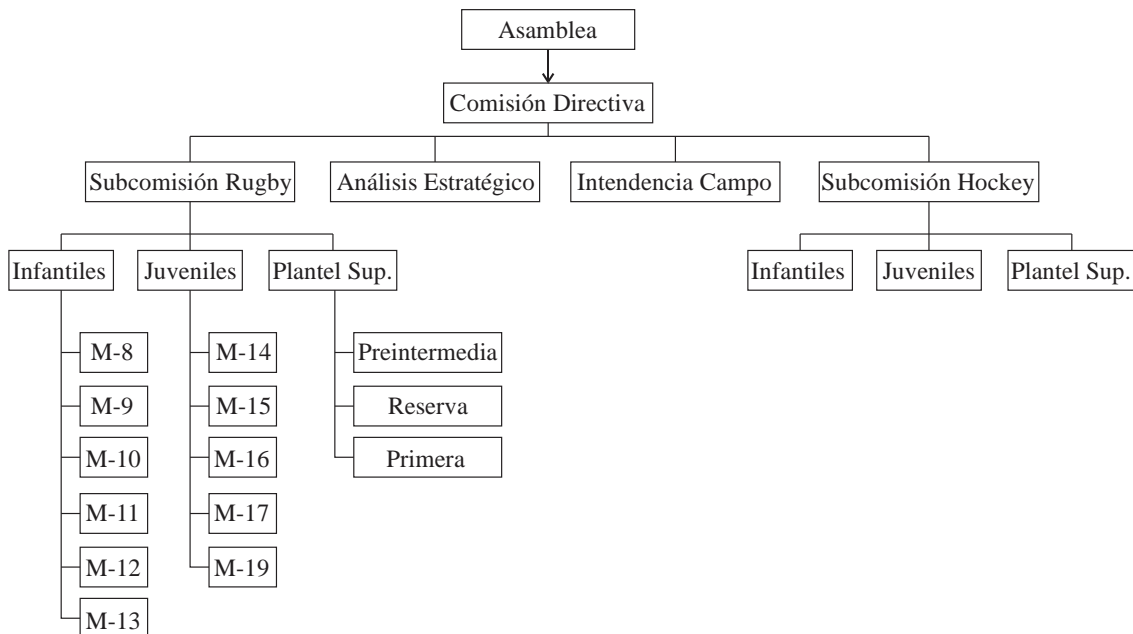 Asamblea
Comisión Directiva
Subcomisión Rugby
Análisis Estratégico
Intendencia Campo
Subcomisión Hockey
Infantiles
Juveniles
Plantel Sup.
Infantiles
Juveniles
Plantel Sup.
M-8
M-14
Preintermedia
M-9
M-15
Reserva
M-10
M-16
Primera
M-11
M-17
M-12
M-19
M-13